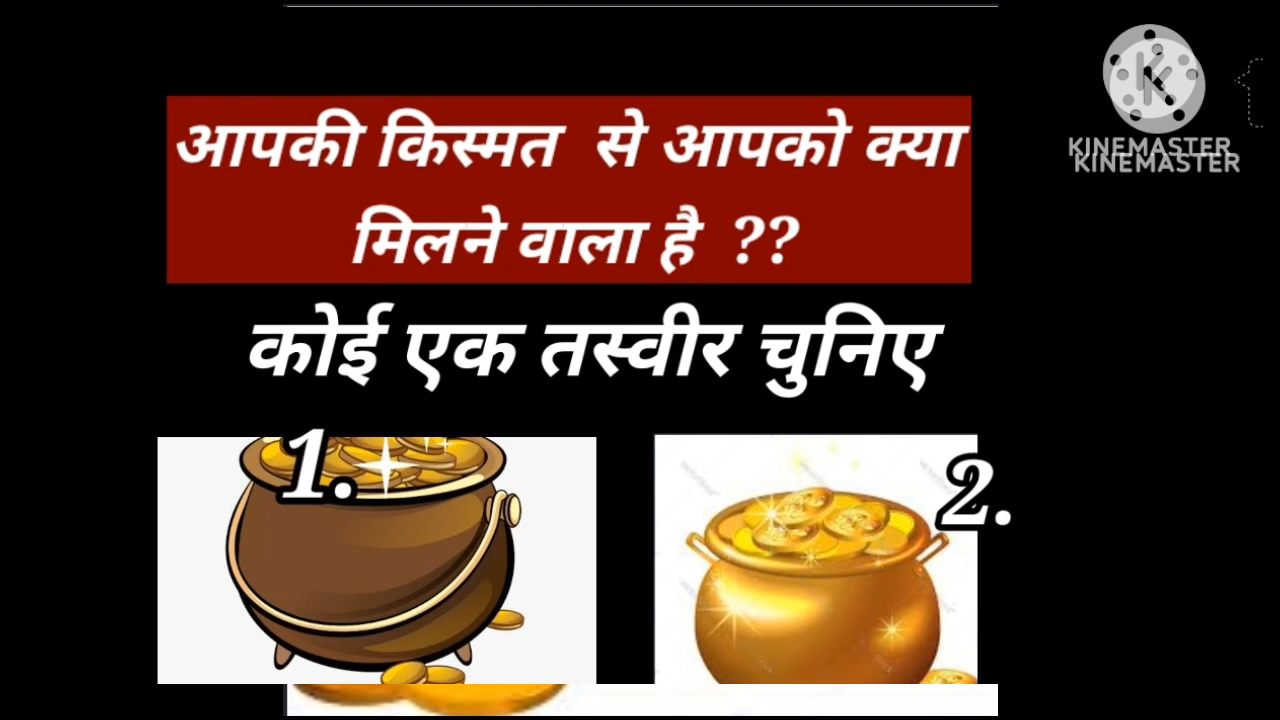 KINEMASTER
KINEMASTER
आपकी किस्मत से आपको क्या
मिलने वाला है ??
कोई एक तस्वीर चुनिए
1.
2.